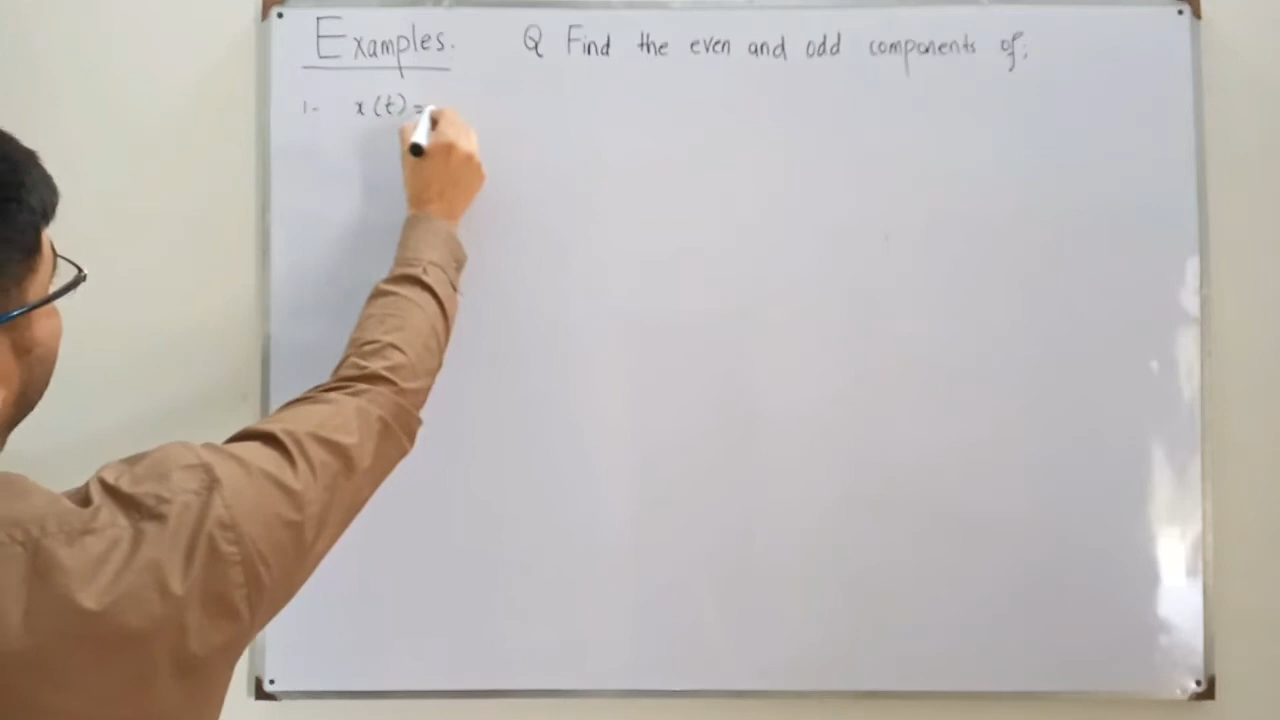 Examples. Q Find the even and odd components of:
1- x(t) =